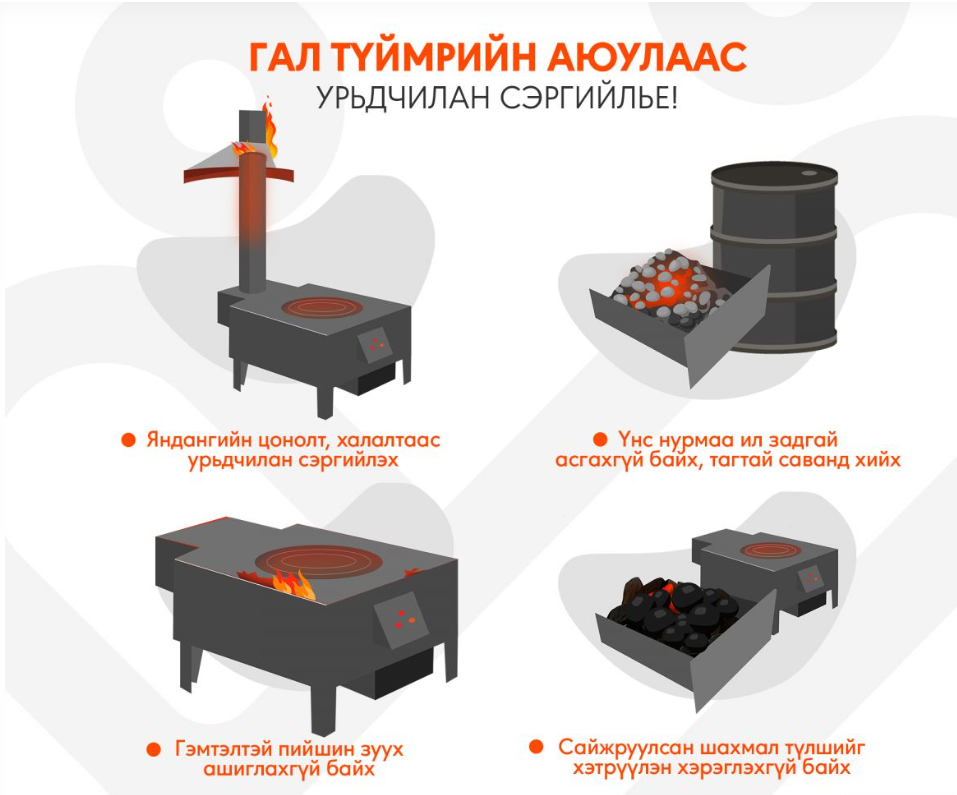 ГАЛ ТҮЙМРИЙН АЮУЛААС
УРЬДЧИЛАН СЭРГИЙЛЬЕ!
● Яндангийн цонолт, халалтаас
урьдчилан сэргийлэх
● Үнс нурмаа ил задгай
асгахгүй байх, тагтай саванд хийх
● Гэмтэлтэй пийшин зуух
ашиглахгүй байх
● Сайжруулсан шахмал түлшийг
хэтрүүлэн хэрэглэхгүй байх